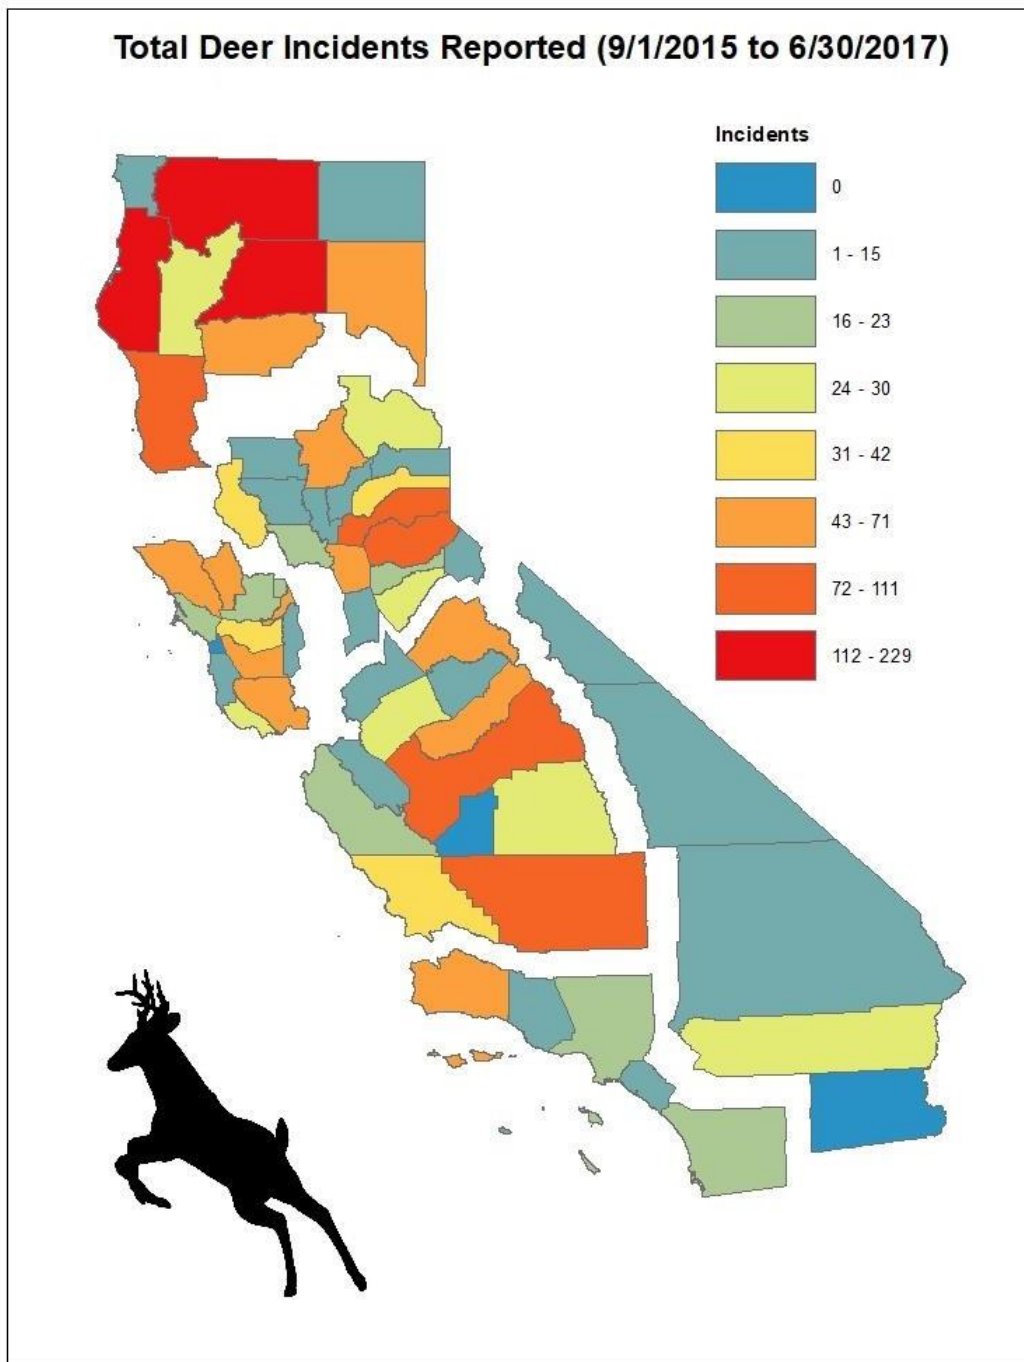 Total Deer Incidents Reported (9/1/2015 to 6/30/2017)
Incidents
0
1 - 15
16 - 23
24 - 30
31 - 42
43 - 71
72 - 111
112 - 229